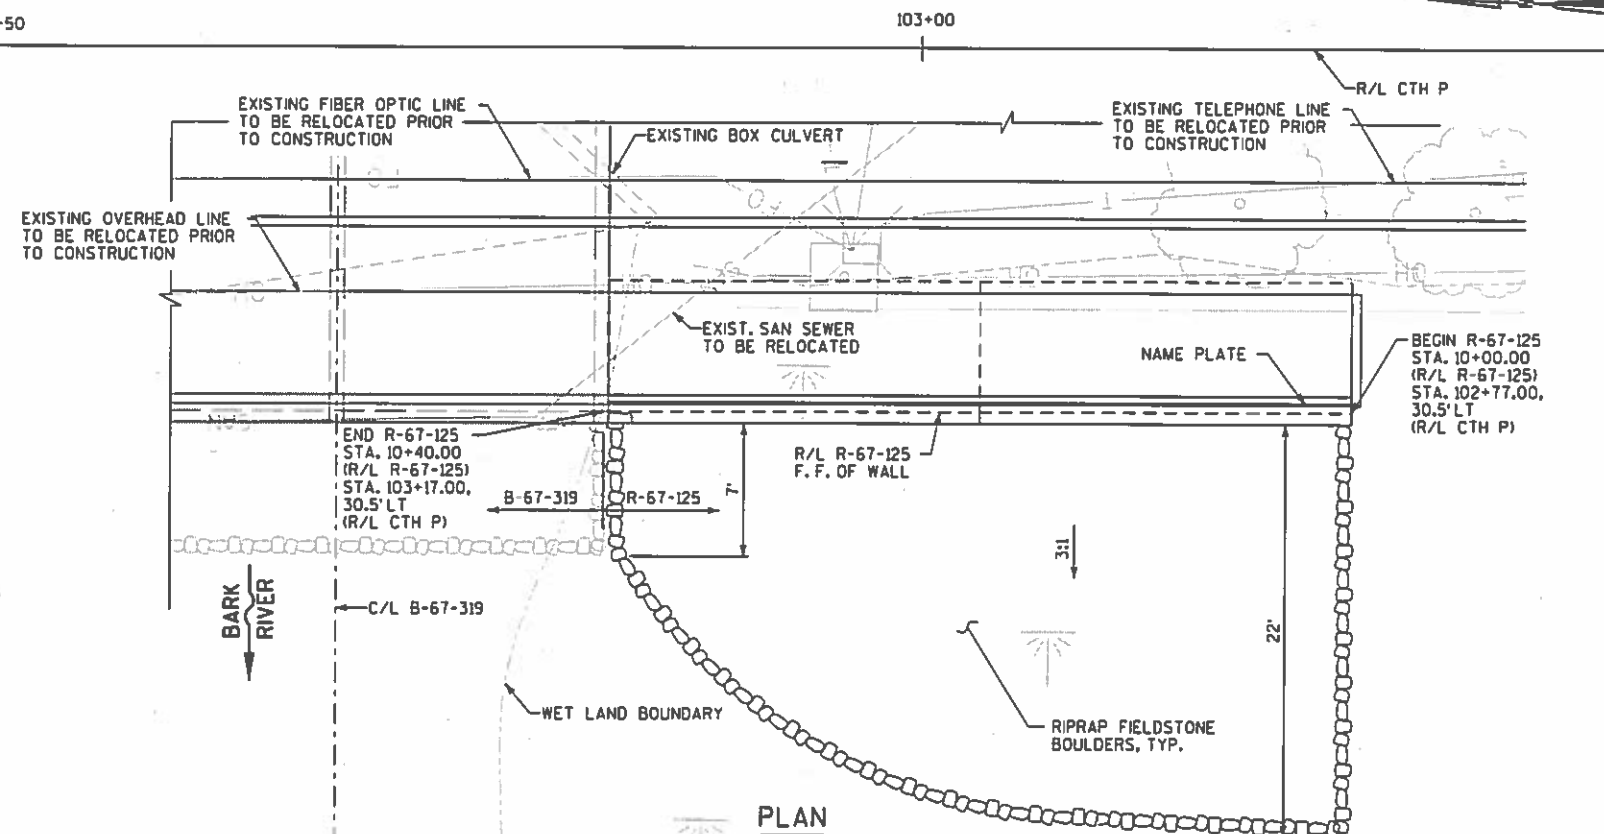 -50
103+00
R/L CTH P
EXISTING FIBER OPTIC LINE
TO BE RELOCATED PRIOR
TO CONSTRUCTION
EXISTING BOX CULVERT
EXISTING TELEPHONE LINE
TO BE RELOCATED PRIOR
TO CONSTRUCTION
EXISTING OVERHEAD LINE
TO BE RELOCATED PRIOR
TO CONSTRUCTION
EXIST. SAN SEWER
TO BE RELOCATED
NAME PLATE
BEGIN R-67-125
STA. 10+00.00
(R/L R-67-125)
STA. 102+77.00,
30.5' LT
(R/L CTH P)
END R-67-125
STA. 10+40.00
(R/L R-67-125)
STA. 103+17.00,
30.5' LT
(R/L CTH P)
R/L R-67-125
F.F. OF WALL
B-67-319
R-67-125
7'
3:1
BARK
RIVER
C/L B-67-319
22'
WET LAND BOUNDARY
RIPRAP FIELDSTONE
BOULDERS, TYP.
PLAN